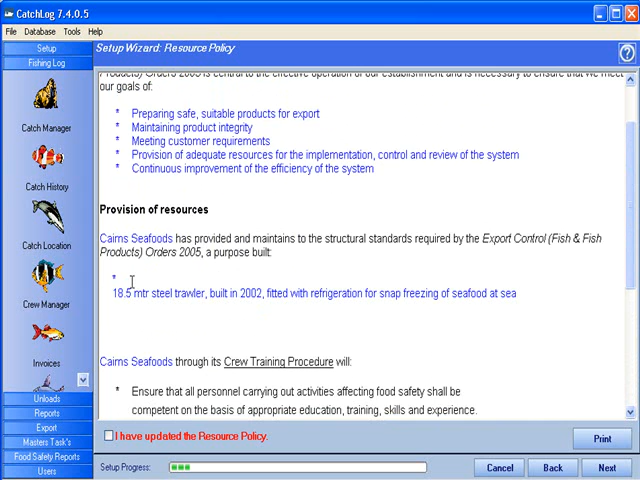 CatchLog 7.4.0.5
File Database Tools Help
Setup
Fishing Log
Catch Manager
Catch History
Catch Location
Crew Manager
Invoices
Unloads
Reports
Export
Masters Task's
Food Safety Reports
Users
Setup Wizard: Resource Policy
Products) Orders 2005 is central to the effective operation of our establishment and is necessary to ensure that we meet
our goals of:
* Preparing safe, suitable products for export
* Maintaining product integrity
* Meeting customer requirements
* Provision of adequate resources for the implementation, control and review of the system
* Continuous improvement of the efficiency of the system
Provision of resources
Cairns Seafoods has provided and maintains to the structural standards required by the Export Control (Fish & Fish
Products) Orders 2005, a purpose built:
*
18.5 mtr steel trawler, built in 2002, fitted with refrigeration for snap freezing of seafood at sea
Cairns Seafoods through its Crew Training Procedure will:
* Ensure that all personnel carrying out activities affecting food safety shall be
competent on the basis of appropriate education, training, skills and experience.
I have updated the Resource Policy.
Print
Setup Progress:
Cancel Back Next